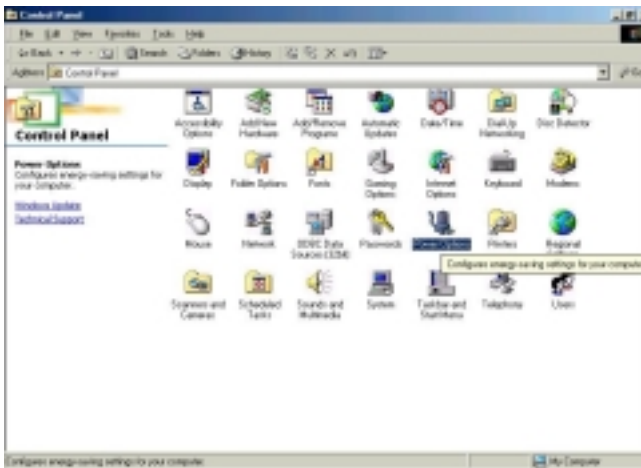 Control Panel
File Edit View Favorites Tools Help
Back Search Folders History
Address Control Panel Go
Control Panel
Power Options
Configures energy-saving settings for
your computer.
Windows Update
Technical Support
Accessibility
Options
Add New
Hardware
Add/Remove
Programs
Automatic
Updates
Date/Time
Dial-Up
Networking
Disc Detector
Display
Folder Options
Fonts
Gaming
Options
Internet
Options
Keyboard
Modems
Mouse
Network
ODBC Data
Sources (32bit)
Passwords
Power Options
Printers
Regional
Configures energy-saving settings for your computer
Scanners and
Cameras
Scheduled
Tasks
Sounds and
Multimedia
System
Taskbar and
Start Menu
Telephony
Users
Configures energy-saving settings for your computer.
My Computer